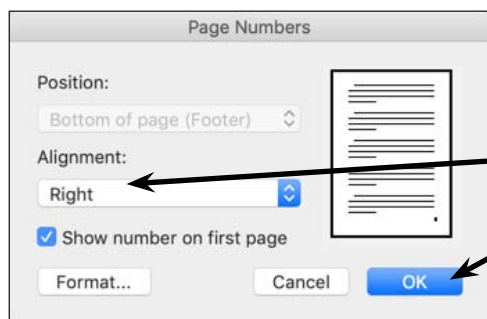 Page Numbers
Position:
Bottom of page (Footer)
Alignment:
Right
Show number on first page
Format...
Cancel
OK